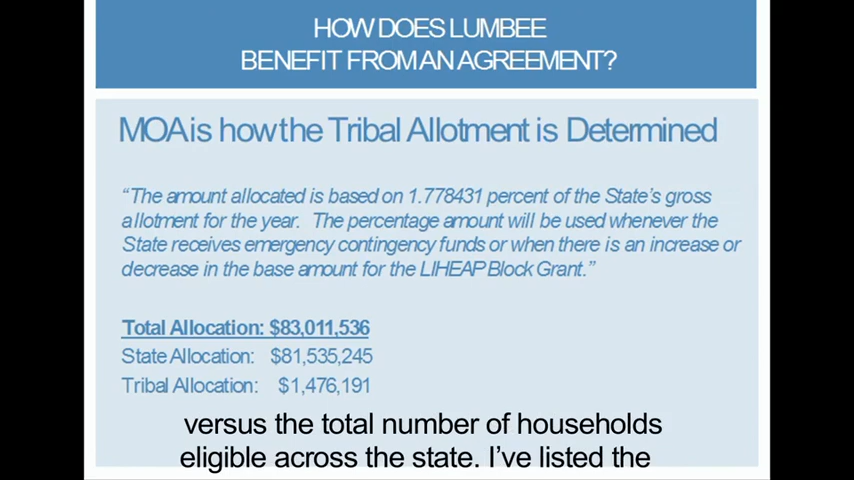 HOW DOES LUMBEE
BENEFIT FROM AN AGREEMENT?
MOA is how the Tribal Allotment is Determined
“The amount allocated is based on 1.778431 percent of the State’s gross
allotment for the year. The percentage amount will be used whenever the
State receives emergency contingency funds or when there is an increase or
decrease in the base amount for the LIHEAP Block Grant.”
Total Allocation: $83,011,536
State Allocation: $81,535,245
Tribal Allocation: $1,476,191
versus the total number of households
eligible across the state. I’ve listed the